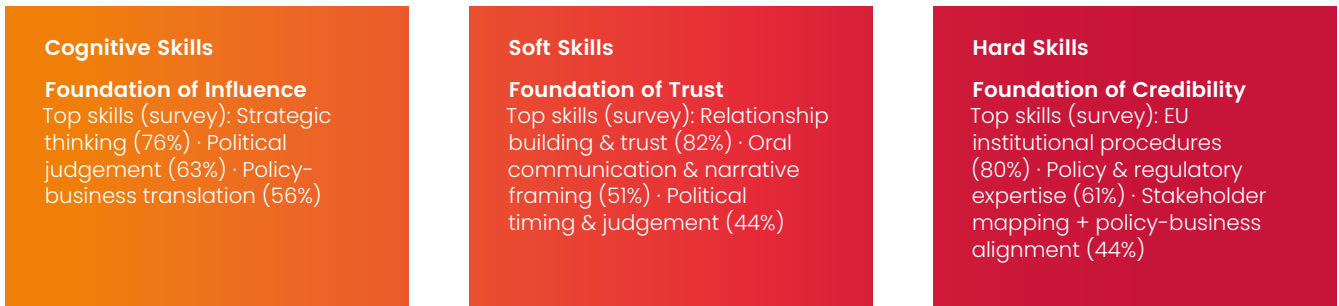 Cognitive Skills
Foundation of Influence
Top skills (survey): Strategic
thinking (76%) · Political
judgement (63%) · Policy-
business translation (56%)
Soft Skills
Foundation of Trust
Top skills (survey): Relationship
building & trust (82%) · Oral
communication & narrative
framing (51%) · Political
timing & judgement (44%)
Hard Skills
Foundation of Credibility
Top skills (survey): EU
institutional procedures
(80%) · Policy & regulatory
expertise (61%) · Stakeholder
mapping + policy-business
alignment (44%)